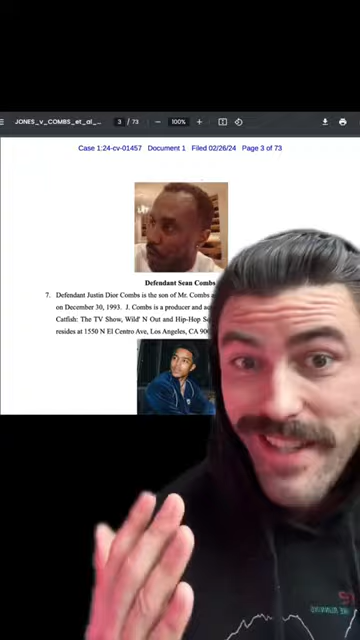 JONES_v_COMBS_et_al_...
3 / 73
100%
Case 1:24-cv-01457 Document 1 Filed 02/26/24 Page 3 of 73
Defendant Sean Combs
7. Defendant Justin Dior Combs is the son of Mr. Combs
on December 30, 1993. J. Combs is a producer and
Catfish: The TV Show, Wild' N Out and Hip-Hop
resides at 1550 N El Centro Ave, Los Angeles, CA